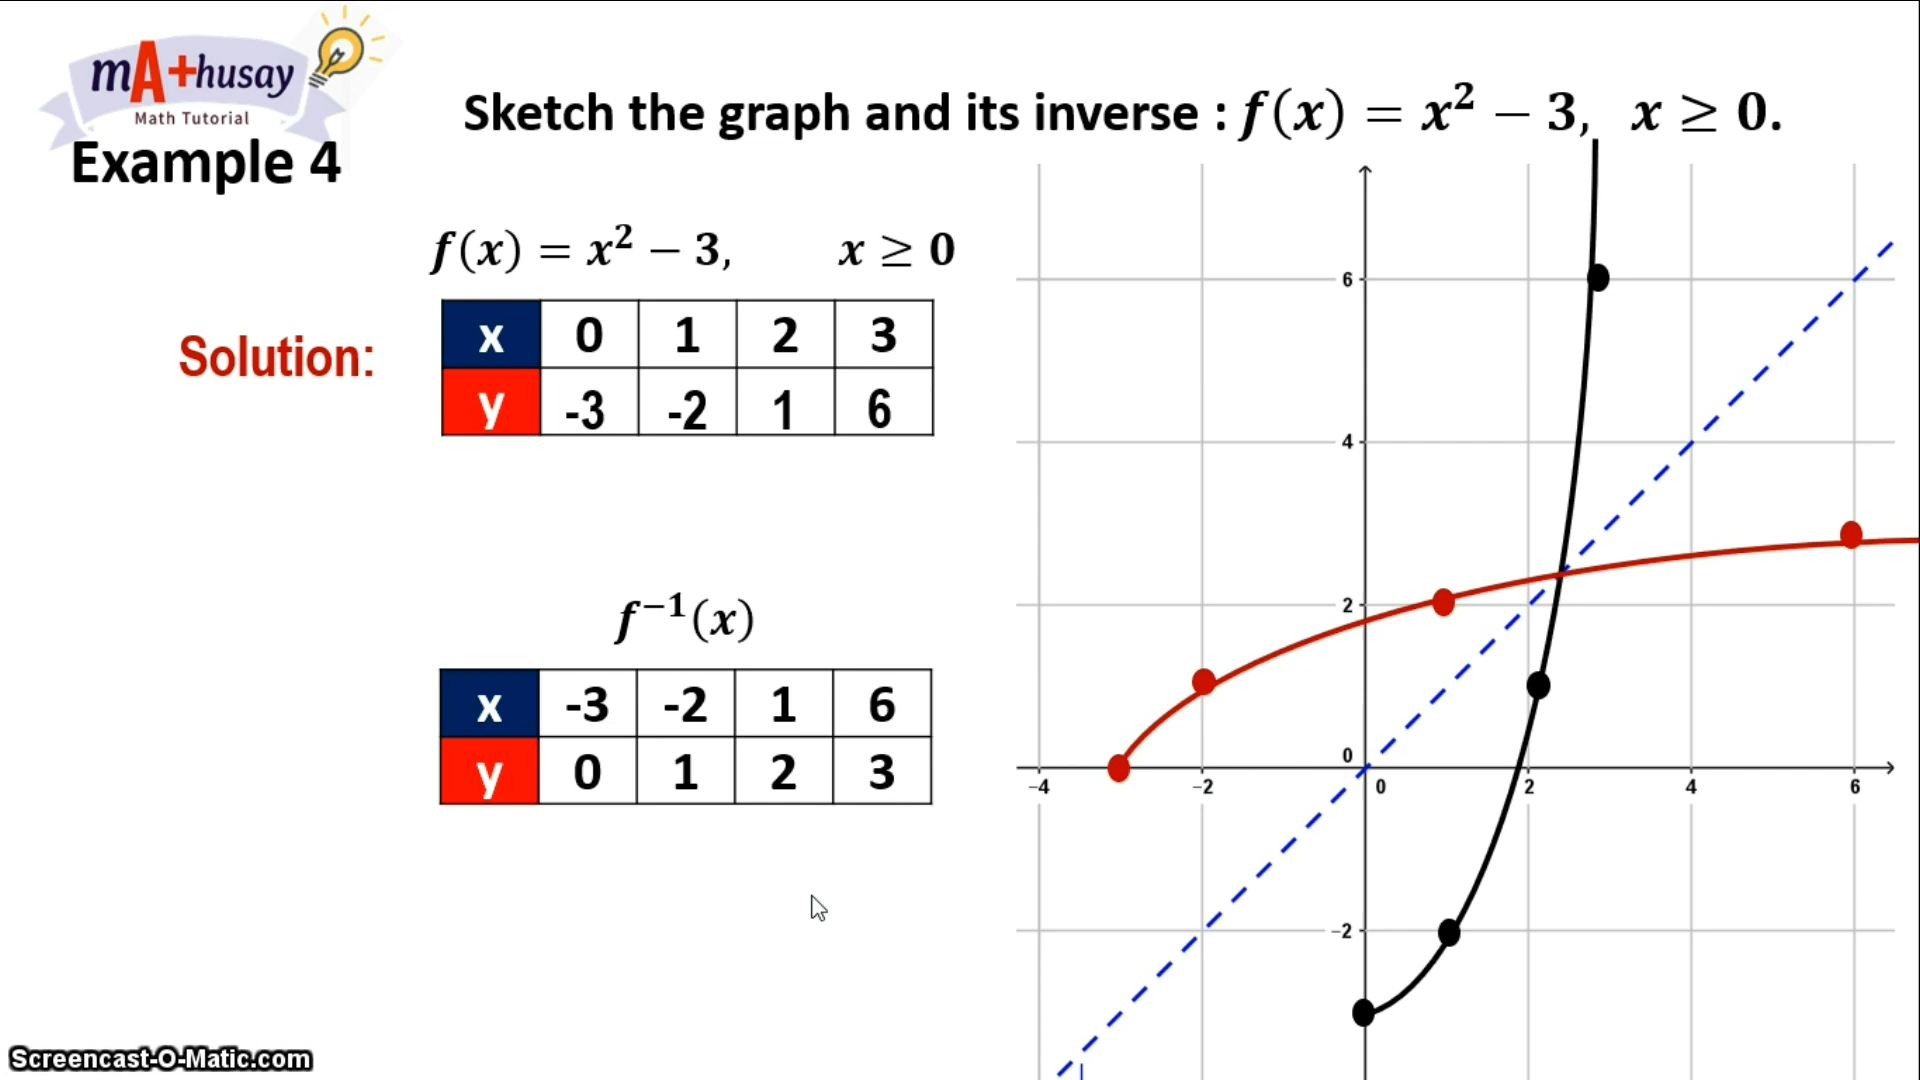 mA+husay
Math Tutorial
Example 4
Sketch the graph and its inverse : f(x) = x² − 3, x ≥ 0.
f(x) = x² − 3, x ≥ 0
Solution:
x 0 1 2 3
y -3 -2 1 6
f⁻¹(x)
x -3 -2 1 6
y 0 1 2 3
6
4
2
0
−4 −2 0 2 4 6
−2
Screencast-O-Matic.com